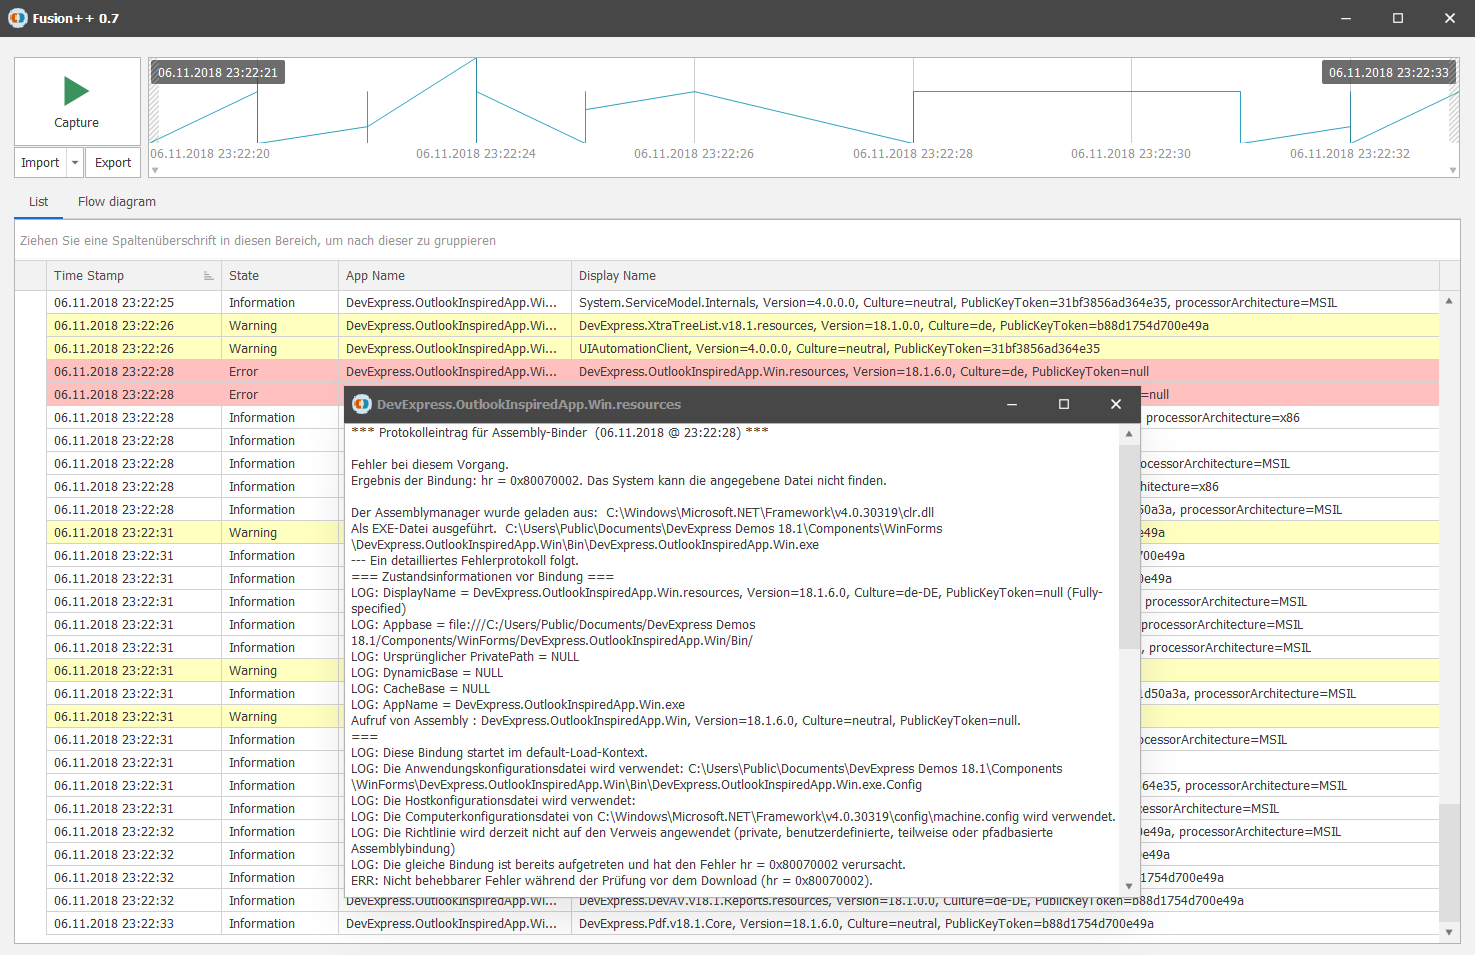 Fusion++ 0.7
06.11.2018 23:22:21
06.11.2018 23:22:33
Capture
Import
Export
06.11.2018 23:22:20
06.11.2018 23:22:24
06.11.2018 23:22:26
06.11.2018 23:22:28
06.11.2018 23:22:30
06.11.2018 23:22:32
List
Flow diagram
Ziehen Sie eine Spaltenüberschrift in diesen Bereich, um nach dieser zu gruppieren
Time Stamp State App Name Display Name
06.11.2018 23:22:25 Information DevExpress.OutlookInspiredApp.Wi... System.ServiceModel.Internals, Version=4.0.0.0, Culture=neutral, PublicKeyToken=31bf3856ad364e35, processorArchitecture=MSIL
06.11.2018 23:22:26 Warning DevExpress.OutlookInspiredApp.Wi... DevExpress.XtraTreeList.v18.1.resources, Version=18.1.0.0, Culture=de, PublicKeyToken=b88d1754d700e49a
06.11.2018 23:22:26 Warning DevExpress.OutlookInspiredApp.Wi... UIAutomationClient, Version=4.0.0.0, Culture=neutral, PublicKeyToken=31bf3856ad364e35
06.11.2018 23:22:28 Error DevExpress.OutlookInspiredApp.Wi... DevExpress.OutlookInspiredApp.Win.resources, Version=18.1.6.0, Culture=de, PublicKeyToken=null
06.11.2018 23:22:28 Error =null
06.11.2018 23:22:28 Information processorArchitecture=x86
06.11.2018 23:22:28 Information
06.11.2018 23:22:28 Information ocessorArchitecture=MSIL
06.11.2018 23:22:28 Information hitecture=x86
06.11.2018 23:22:28 Information 50a3a, processorArchitecture=MSIL
06.11.2018 23:22:31 Warning e49a
06.11.2018 23:22:31 Information 700e49a
06.11.2018 23:22:31 Information 0e49a
06.11.2018 23:22:31 Information , processorArchitecture=MSIL
06.11.2018 23:22:31 Information processorArchitecture=MSIL
06.11.2018 23:22:31 Information , processorArchitecture=MSIL
06.11.2018 23:22:31 Warning
06.11.2018 23:22:31 Information 1d50a3a, processorArchitecture=MSIL
06.11.2018 23:22:31 Warning
06.11.2018 23:22:31 Information ocessorArchitecture=MSIL
06.11.2018 23:22:31 Information
06.11.2018 23:22:31 Information 64e35, processorArchitecture=MSIL
06.11.2018 23:22:31 Information cessorArchitecture=MSIL
06.11.2018 23:22:32 Information 0e49a, processorArchitecture=MSIL
06.11.2018 23:22:32 Information e49a
06.11.2018 23:22:32 Information 1754d700e49a
06.11.2018 23:22:32 Information DevExpress.OutlookInspiredApp.Wi... DevExpress.DevAV.v18.1.Reports.resources, Version=18.1.0.0, Culture=de-DE, PublicKeyToken=b88d1754d700e49a
06.11.2018 23:22:33 Information DevExpress.OutlookInspiredApp.Wi... DevExpress.Pdf.v18.1.Core, Version=18.1.6.0, Culture=neutral, PublicKeyToken=b88d1754d700e49a
DevExpress.OutlookInspiredApp.Win.resources
*** Protokolleintrag für Assembly-Binder (06.11.2018 @ 23:22:28) ***
Fehler bei diesem Vorgang.
Ergebnis der Bindung: hr = 0x80070002. Das System kann die angegebene Datei nicht finden.
Der Assemblymanager wurde geladen aus: C:\Windows\Microsoft.NET\Framework\v4.0.30319\clr.dll
Als EXE-Datei ausgeführt. C:\Users\Public\Documents\DevExpress Demos 18.1\Components\WinForms
\DevExpress.OutlookInspiredApp.Win\Bin\DevExpress.OutlookInspiredApp.Win.exe
--- Ein detailliertes Fehlerprotokoll folgt.
=== Zustandsinformationen vor Bindung ===
LOG: DisplayName = DevExpress.OutlookInspiredApp.Win.resources, Version=18.1.6.0, Culture=de-DE, PublicKeyToken=null (Fully-
specified)
LOG: Appbase = file:///C:/Users/Public/Documents/DevExpress Demos
18.1/Components/WinForms/DevExpress.OutlookInspiredApp.Win/Bin/
LOG: Ursprünglicher PrivatePath = NULL
LOG: DynamicBase = NULL
LOG: CacheBase = NULL
LOG: AppName = DevExpress.OutlookInspiredApp.Win.exe
Aufruf von Assembly : DevExpress.OutlookInspiredApp.Win, Version=18.1.6.0, Culture=neutral, PublicKeyToken=null.
===
LOG: Diese Bindung startet im default-Load-Kontext.
LOG: Die Anwendungskonfigurationsdatei wird verwendet: C:\Users\Public\Documents\DevExpress Demos 18.1\Components
\WinForms\DevExpress.OutlookInspiredApp.Win\Bin\DevExpress.OutlookInspiredApp.Win.exe.Config
LOG: Die Hostkonfigurationsdatei wird verwendet:
LOG: Die Computerkonfigurationsdatei von C:\Windows\Microsoft.NET\Framework\v4.0.30319\config\machine.config wird verwendet.
LOG: Die Richtlinie wird derzeit nicht auf den Verweis angewendet (private, benutzerdefinierte, teilweise oder pfadbasierte
Assemblybindung)
LOG: Die gleiche Bindung ist bereits aufgetreten und hat den Fehler hr = 0x80070002 verursacht.
ERR: Nicht behebbarer Fehler während der Prüfung vor dem Download (hr = 0x80070002).